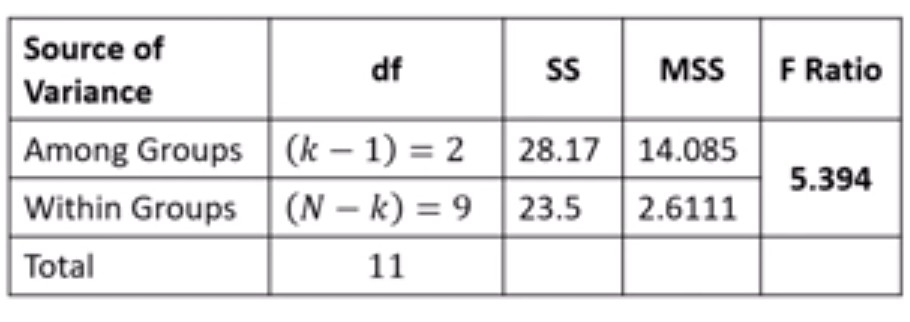 Source of Variance df SS MSS F Ratio
Among Groups (k − 1) = 2 28.17 14.085 5.394
Within Groups (N − k) = 9 23.5 2.6111
Total 11